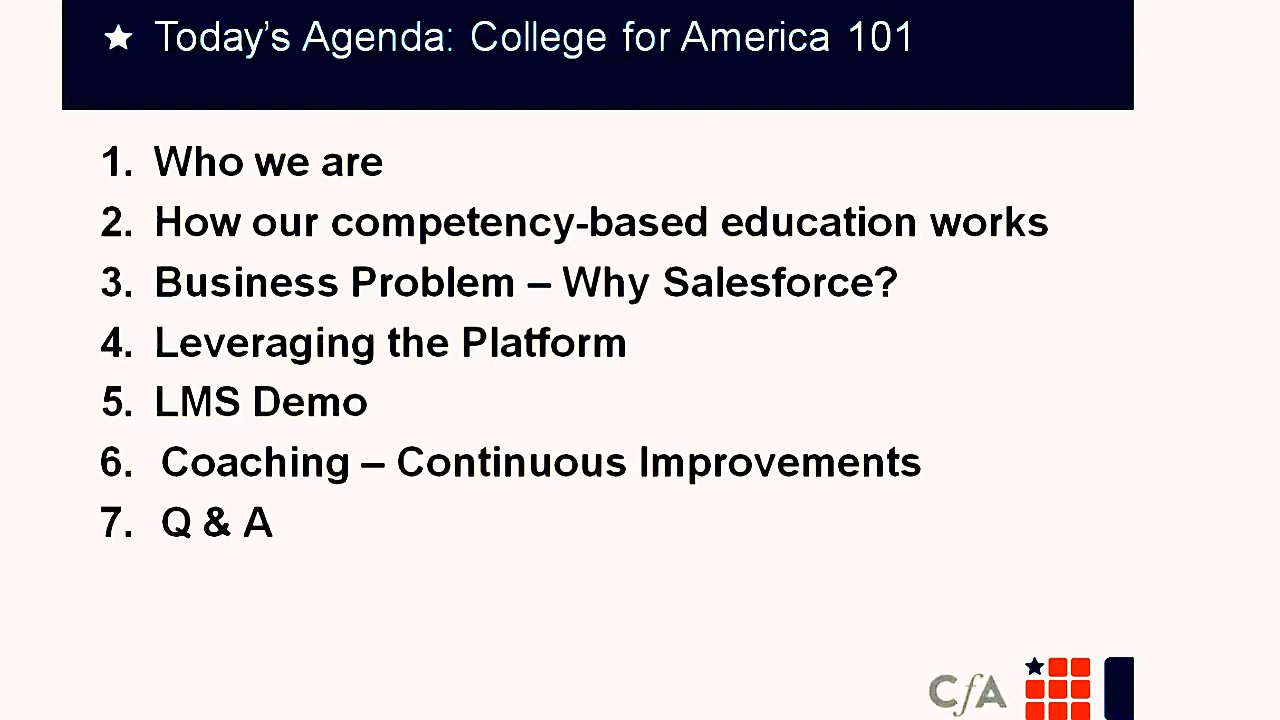 Today's Agenda: College for America 101
1. Who we are
2. How our competency-based education works
3. Business Problem – Why Salesforce?
4. Leveraging the Platform
5. LMS Demo
6. Coaching – Continuous Improvements
7. Q & A
CfA